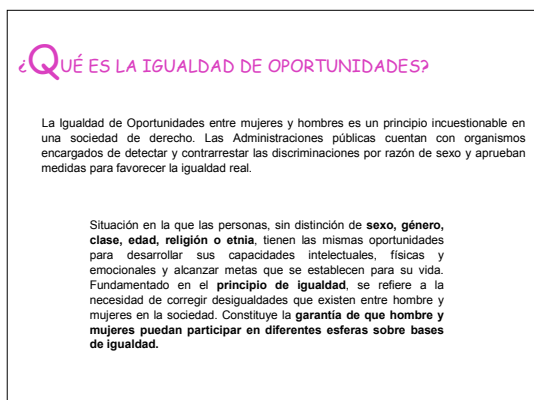 ¿QUÉ ES LA IGUALDAD DE OPORTUNIDADES?
La Igualdad de Oportunidades entre mujeres y hombres es un principio incuestionable en
una sociedad de derecho. Las Administraciones públicas cuentan con organismos
encargados de detectar y contrarrestar las discriminaciones por razón de sexo y aprueban
medidas para favorecer la igualdad real.
Situación en la que las personas, sin distinción de sexo, género,
clase, edad, religión o etnia, tienen las mismas oportunidades
para desarrollar sus capacidades intelectuales, físicas y
emocionales y alcanzar metas que se establecen para su vida.
Fundamentado en el principio de igualdad, se refiere a la
necesidad de corregir desigualdades que existen entre hombre y
mujeres en la sociedad. Constituye la garantía de que hombre y
mujeres puedan participar en diferentes esferas sobre bases
de igualdad.